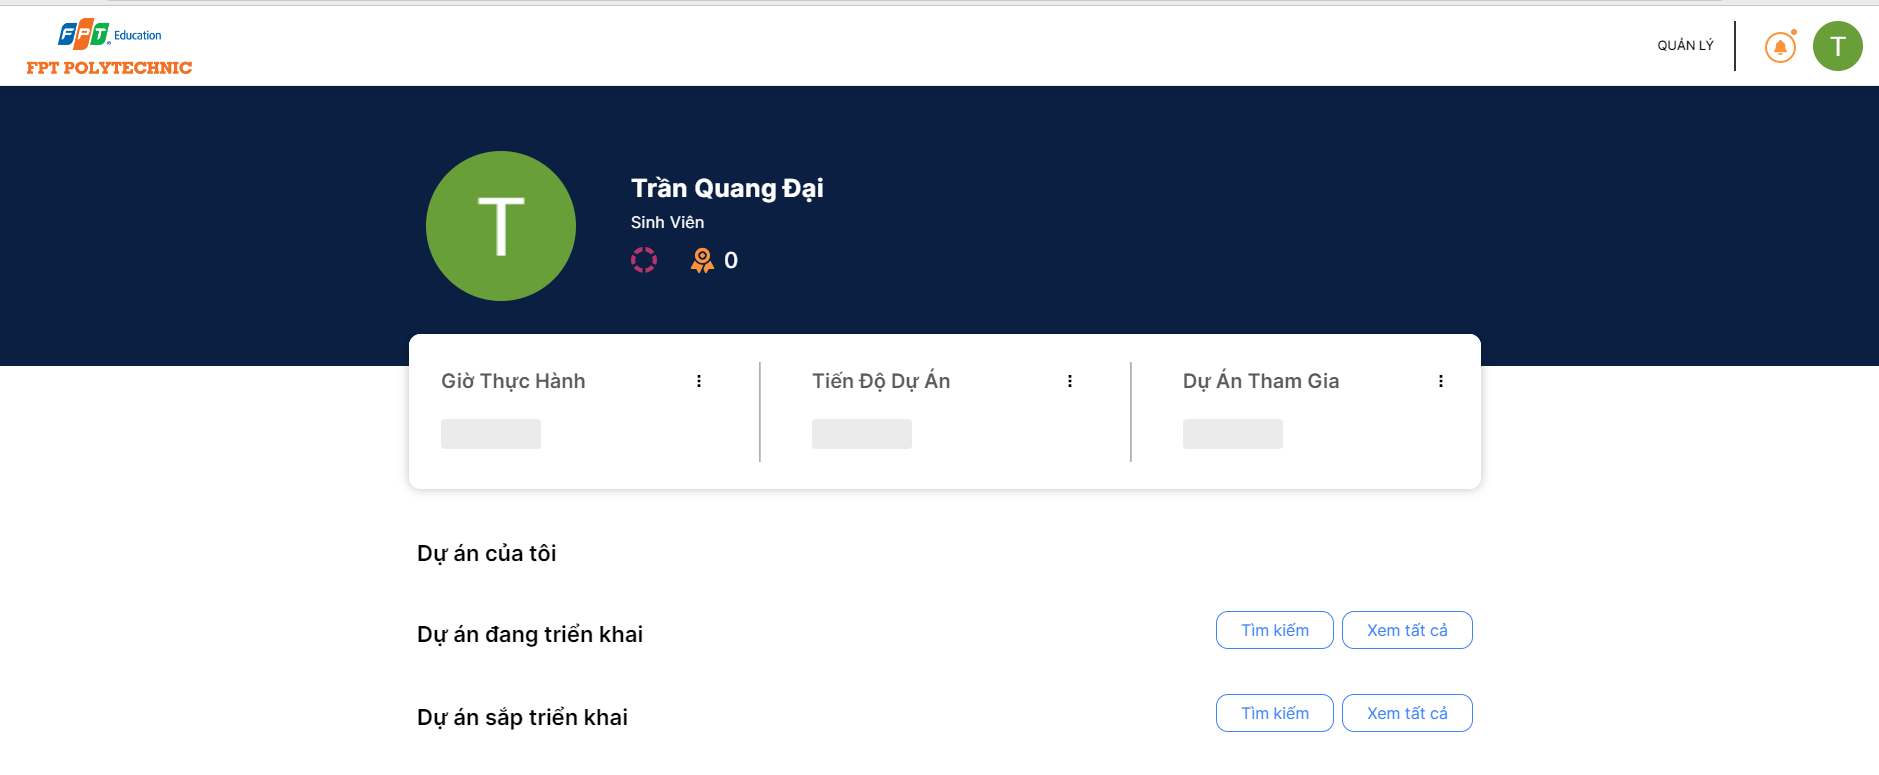 FPT Education
FPT POLYTECHNIC
QUẢN LÝ
T
T
Trần Quang Đại
Sinh Viên
0
Giờ Thực Hành
Tiến Độ Dự Án
Dự Án Tham Gia
Dự án của tôi
Dự án đang triển khai
Tìm kiếm
Xem tất cả
Dự án sắp triển khai
Tìm kiếm
Xem tất cả